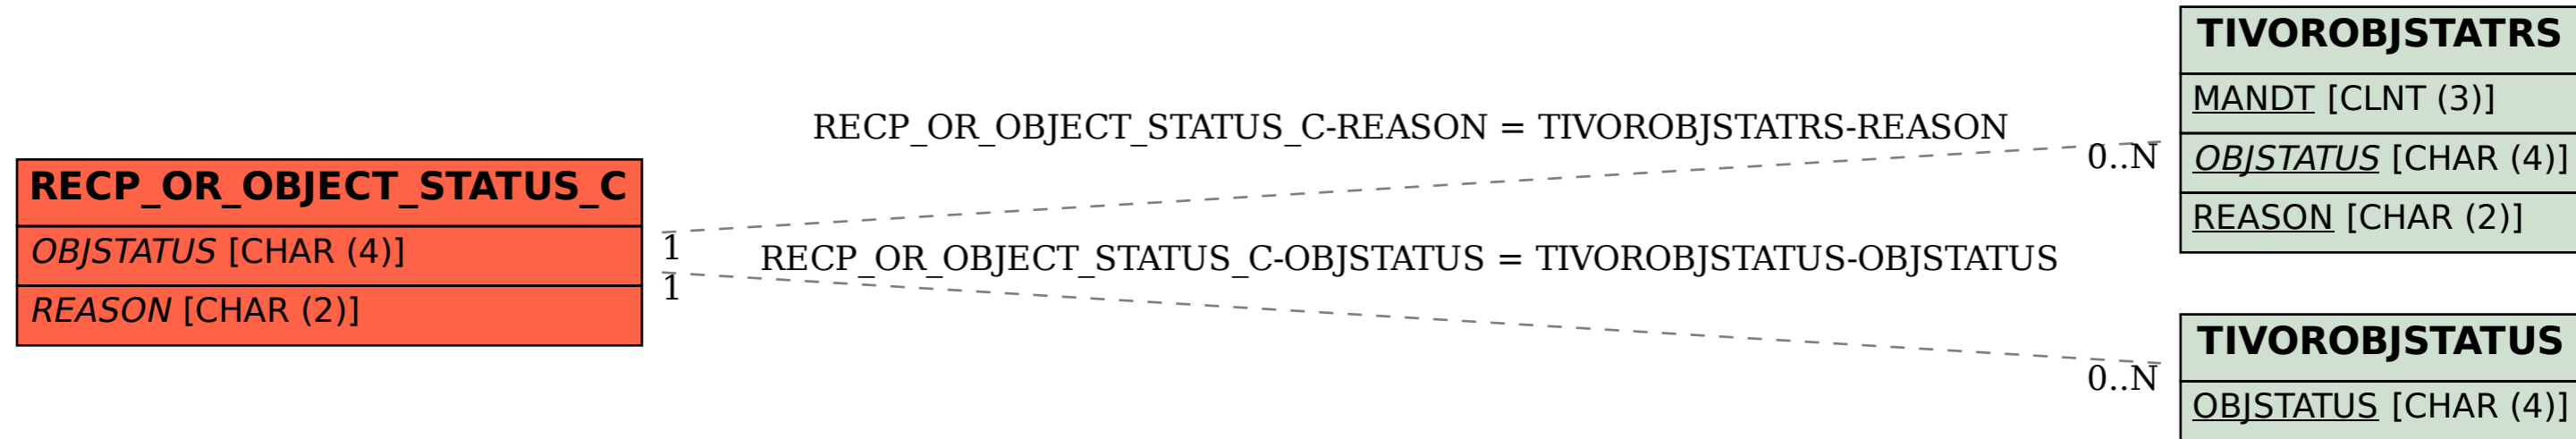 RECP_OR_OBJECT_STATUS_C
OBJSTATUS [CHAR (4)]
REASON [CHAR (2)]
RECP_OR_OBJECT_STATUS_C-REASON = TIVOROBJSTATRS-REASON
0..N
1
RECP_OR_OBJECT_STATUS_C-OBJSTATUS = TIVOROBJSTATUS-OBJSTATUS
1
0..N
TIVOROBJSTATRS
MANDT [CLNT (3)]
OBJSTATUS [CHAR (4)]
REASON [CHAR (2)]
TIVOROBJSTATUS
OBJSTATUS [CHAR (4)]